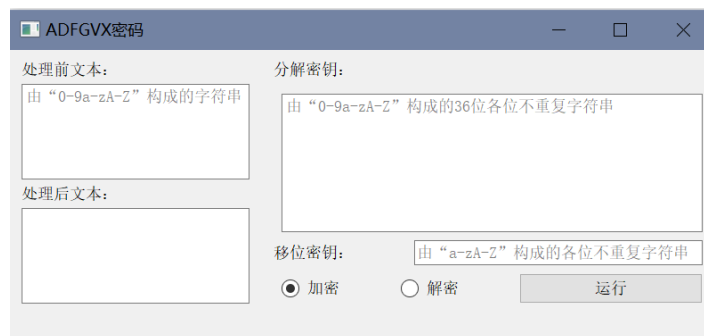 ADFGVX密码
处理前文本：
由“0-9a-zA-Z”构成的字符串
处理后文本：
分解密钥：
由“0-9a-zA-Z”构成的36位各位不重复字符串
移位密钥：
由“a-zA-Z”构成的各位不重复字符串
加密
解密
运行